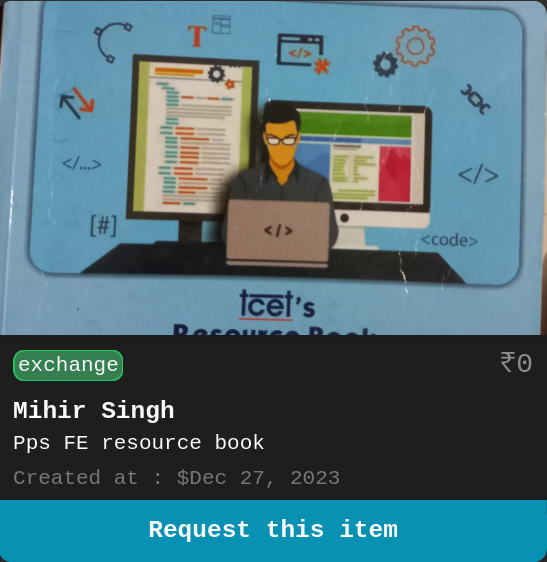 T
</>
</...>
</>
[#]
</>
<code>
tcet's
Resource Book
exchange
₹0
Mihir Singh
Pps FE resource book
Created at : $Dec 27, 2023
Request this item